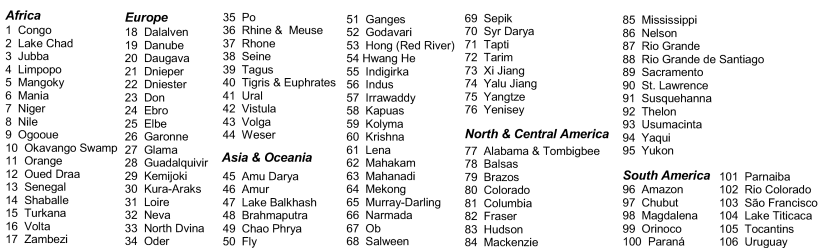 Africa
1 Congo
2 Lake Chad
3 Jubba
4 Limpopo
5 Mangoky
6 Mania
7 Niger
8 Nile
9 Ogooue
10 Okavango Swamp
11 Orange
12 Oued Draa
13 Senegal
14 Shaballe
15 Turkana
16 Volta
17 Zambezi
Europe
18 Dalalven
19 Danube
20 Daugava
21 Dnieper
22 Dniester
23 Don
24 Ebro
25 Elbe
26 Garonne
27 Glama
28 Guadalquivir
29 Kemijoki
30 Kura-Araks
31 Loire
32 Neva
33 North Dvina
34 Oder
35 Po
36 Rhine & Meuse
37 Rhone
38 Seine
39 Tagus
40 Tigris & Euphrates
41 Ural
42 Vistula
43 Volga
44 Weser
Asia & Oceania
45 Amu Darya
46 Amur
47 Lake Balkhash
48 Brahmaputra
49 Chao Phrya
50 Fly
51 Ganges
52 Godavari
53 Hong (Red River)
54 Hwang He
55 Indigirka
56 Indus
57 Irrawaddy
58 Kapuas
59 Kolyma
60 Krishna
61 Lena
62 Mahakam
63 Mahanadi
64 Mekong
65 Murray-Darling
66 Narmada
67 Ob
68 Salween
69 Sepik
70 Syr Darya
71 Tapti
72 Tarim
73 Xi Jiang
74 Yalu Jiang
75 Yangtze
76 Yenisey
North & Central America
77 Alabama & Tombigbee
78 Balsas
79 Brazos
80 Colorado
81 Columbia
82 Fraser
83 Hudson
84 Mackenzie
85 Mississippi
86 Nelson
87 Rio Grande
88 Rio Grande de Santiago
89 Sacramento
90 St. Lawrence
91 Susquehanna
92 Thelon
93 Usumacinta
94 Yaqui
95 Yukon
South America
96 Amazon
97 Chubut
98 Magdalena
99 Orinoco
100 Paraná
101 Parnaiba
102 Rio Colorado
103 São Francisco
104 Lake Titicaca
105 Tocantins
106 Uruguay